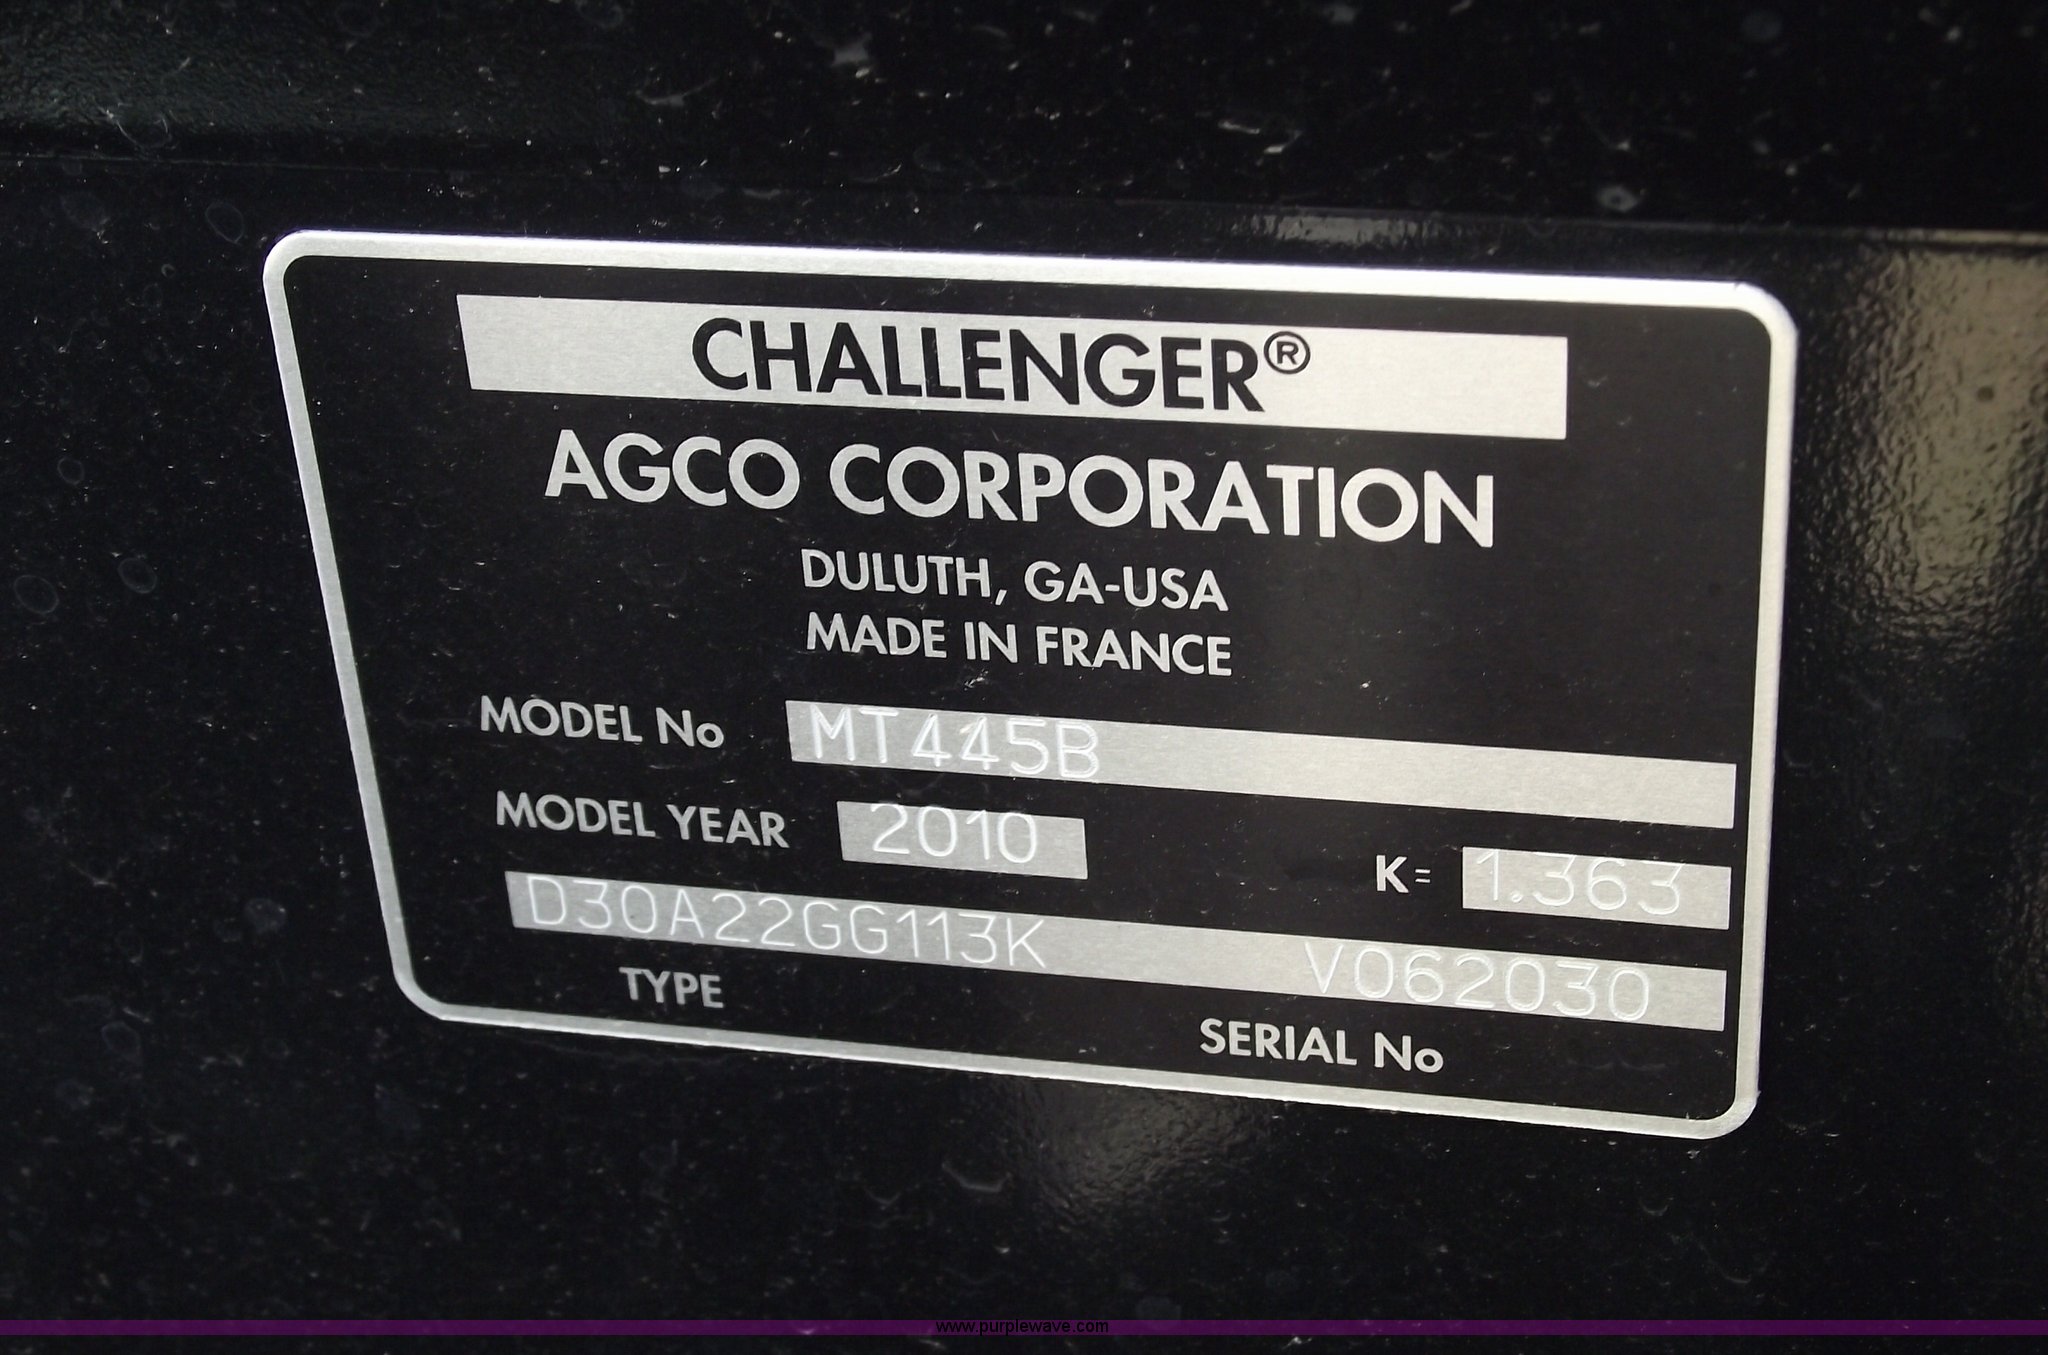 CHALLENGER®
AGCO CORPORATION
DULUTH, GA-USA
MADE IN FRANCE
MODEL No MT445B
MODEL YEAR 2010 K= 1.363
D30A22GG113K V062030
TYPE SERIAL No
www.purplewave.com